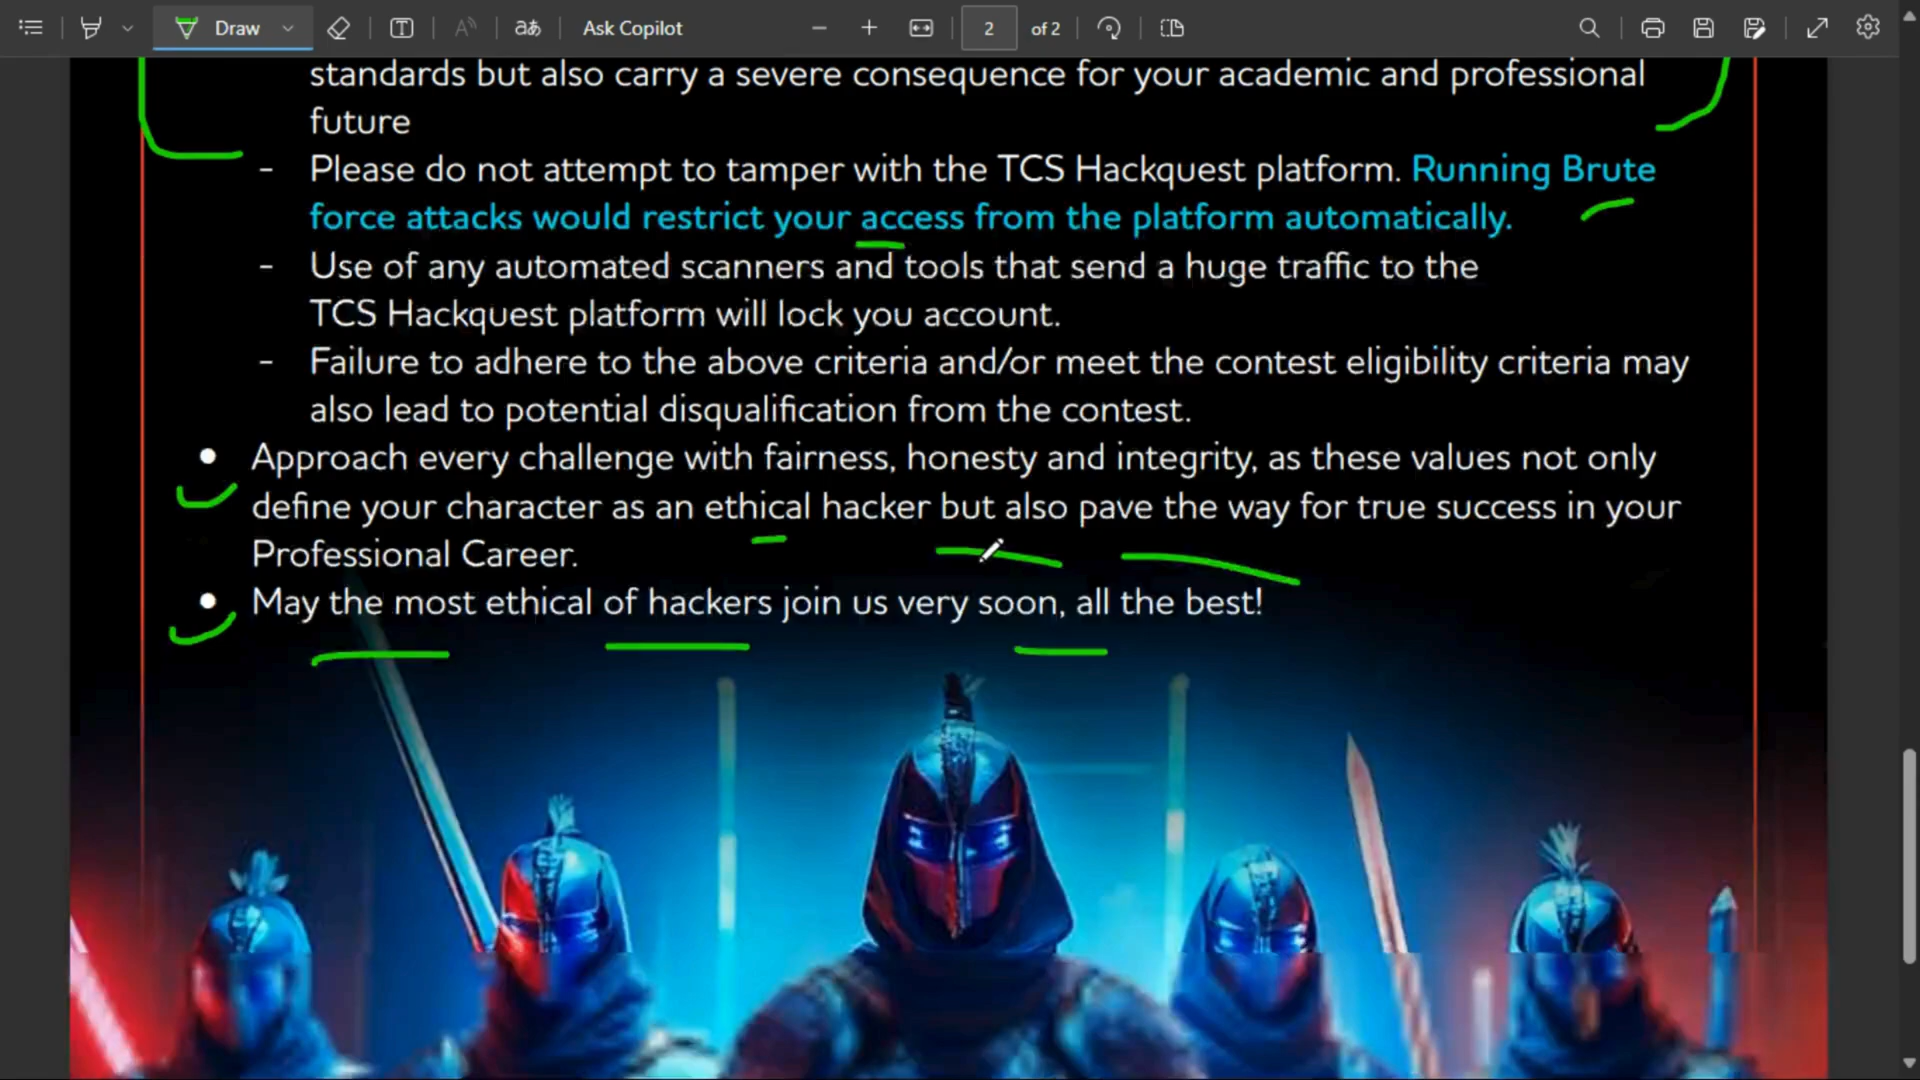 Draw
Ask Copilot
2
of 2
standards but also carry a severe consequence for your academic and professional
future
- Please do not attempt to tamper with the TCS Hackquest platform. Running Brute
force attacks would restrict your access from the platform automatically.
- Use of any automated scanners and tools that send a huge traffic to the
TCS Hackquest platform will lock you account.
- Failure to adhere to the above criteria and/or meet the contest eligibility criteria may
also lead to potential disqualification from the contest.
• Approach every challenge with fairness, honesty and integrity, as these values not only
define your character as an ethical hacker but also pave the way for true success in your
Professional Career.
• May the most ethical of hackers join us very soon, all the best!